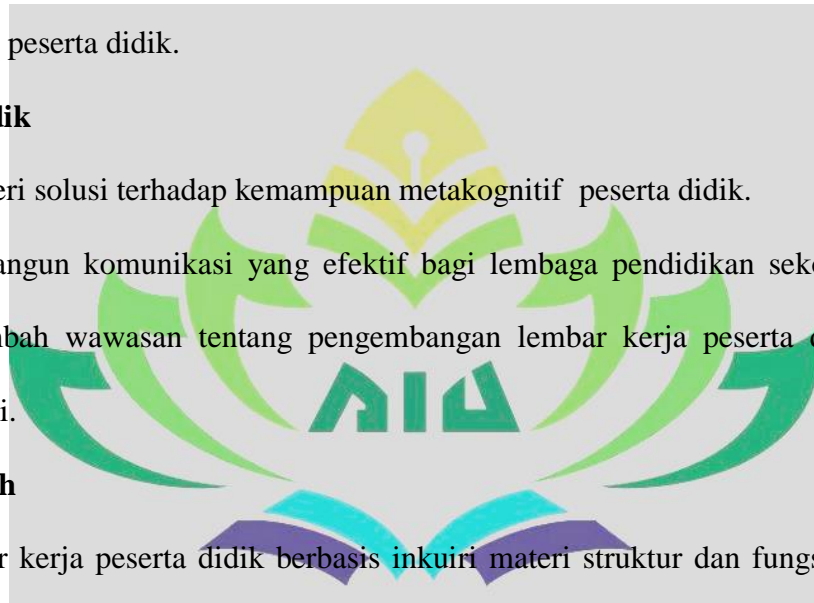 peserta didik.
dik
eri solusi terhadap kemampuan metakognitif peserta didik.
angun komunikasi yang efektif bagi lembaga pendidikan seko
bah wawasan tentang pengembangan lembar kerja peserta d
i.
h
r kerja peserta didik berbasis inkuiri materi struktur dan fungs